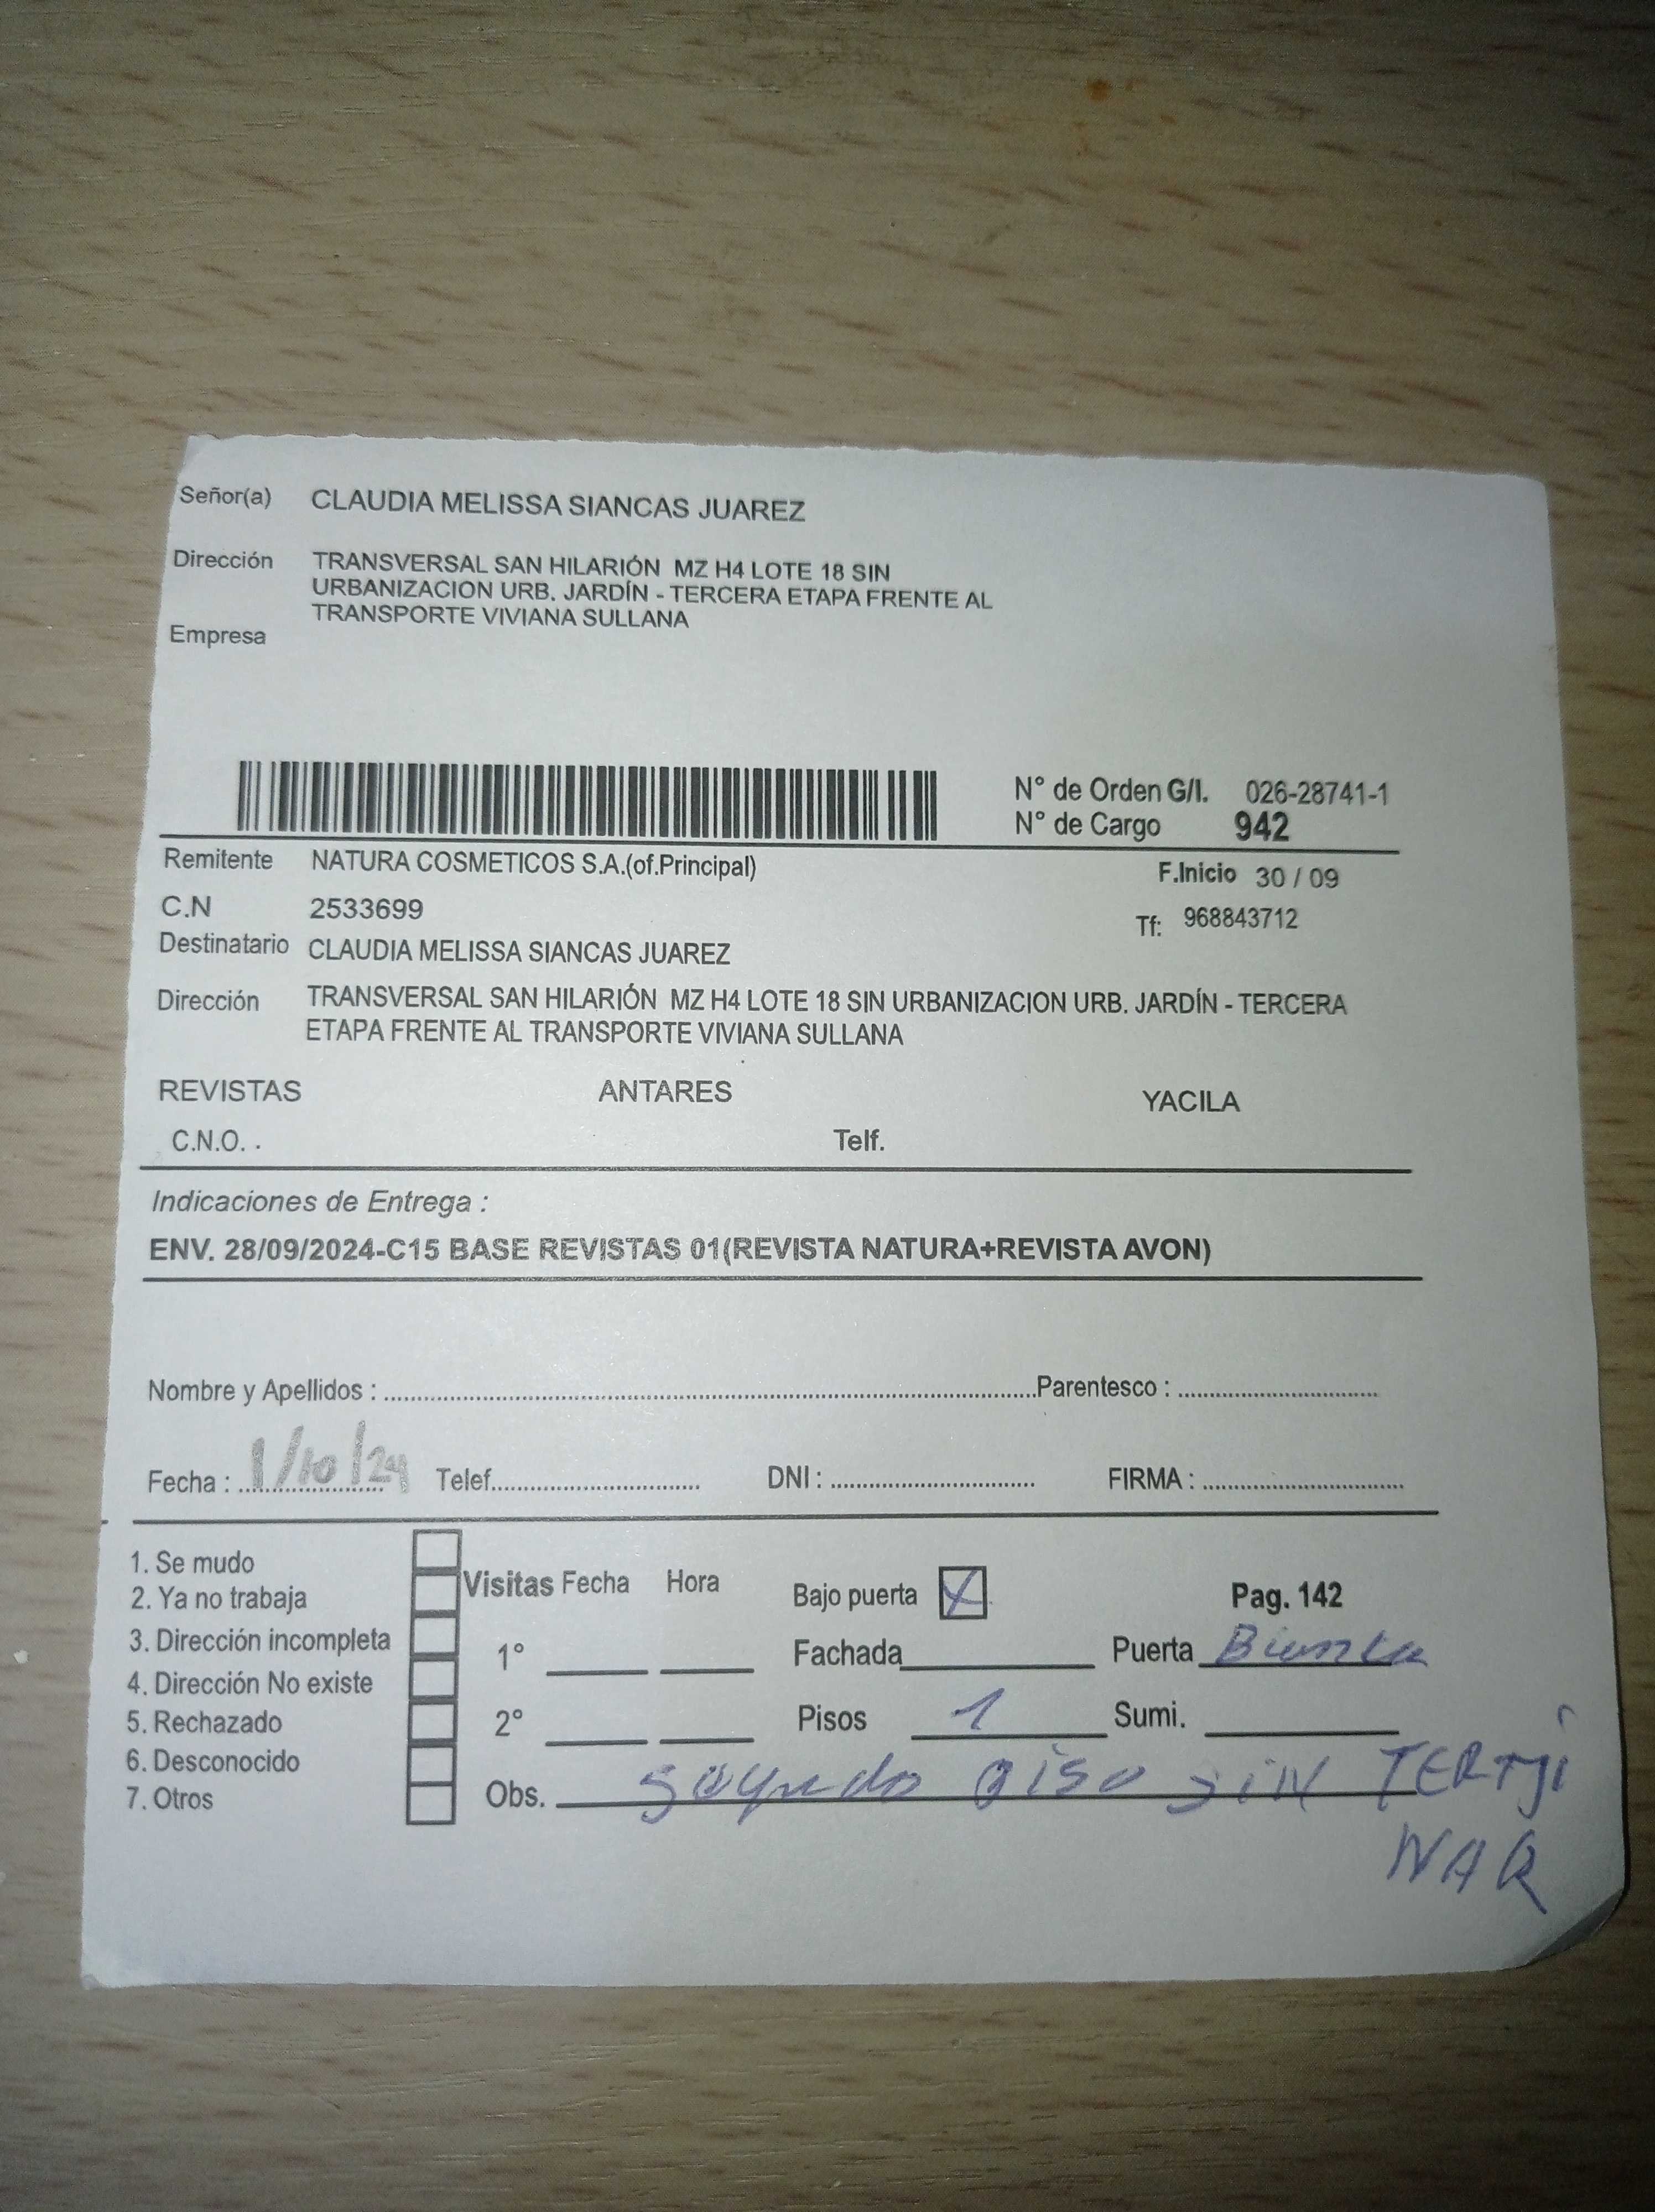 Señor(a) CLAUDIA MELISSA SIANCAS JUAREZ
Dirección TRANSVERSAL SAN HILARIÓN MZ H4 LOTE 18 SIN
URBANIZACION URB. JARDÍN - TERCERA ETAPA FRENTE AL
TRANSPORTE VIVIANA SULLANA
Empresa
N° de Orden G/I. 026-28741-1
N° de Cargo 942
Remitente NATURA COSMETICOS S.A.(of.Principal) F.Inicio 30 / 09
C.N 2533699 Tf: 968843712
Destinatario CLAUDIA MELISSA SIANCAS JUAREZ
Dirección TRANSVERSAL SAN HILARIÓN MZ H4 LOTE 18 SIN URBANIZACION URB. JARDÍN - TERCERA
ETAPA FRENTE AL TRANSPORTE VIVIANA SULLANA
REVISTAS ANTARES YACILA
C.N.O. . Telf.
Indicaciones de Entrega :
ENV. 28/09/2024-C15 BASE REVISTAS 01(REVISTA NATURA+REVISTA AVON)
Nombre y Apellidos : Parentesco :
Fecha : 1/10/24 Telef. DNI : FIRMA :
1. Se mudo
2. Ya no trabaja
3. Dirección incompleta
4. Dirección No existe
5. Rechazado
6. Desconocido
7. Otros
Visitas Fecha Hora Bajo puerta X Pag. 142
1° Fachada Puerta
2° Pisos 1 Sumi.
Obs. piso SiN
NAR